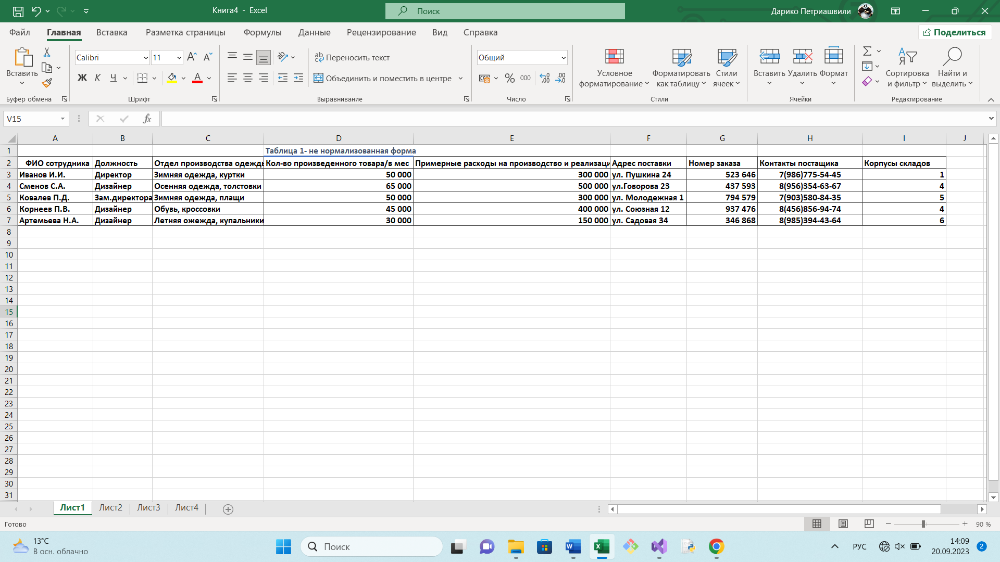 Книга4 - Excel
Поиск
Дарико Петриашвили
Файл Главная Вставка Разметка страницы Формулы Данные Рецензирование Вид Справка Поделиться
Calibri 11 Переносить текст Общий
Вставить Условное форматирование Форматировать как таблицу Стили ячеек Вставить Удалить Формат Сортировка и фильтр Найти и выделить
Ж К Ч А Объединить и поместить в центре % 000
Буфер обмена Шрифт Выравнивание Число Стили Ячейки Редактирование
V15 fx
A B C D E F G H I J
1 Таблица 1- не нормализованная форма
2 ФИО сотрудника Должность Отдел производства одежды Кол-во произведенного товара/в мес Примерные расходы на производство и реализаци Адрес поставки Номер заказа Контакты постащика Корпусы складов
3 Иванов И.И. Директор Зимняя одежда, куртки 50 000 300 000 ул. Пушкина 24 523 646 7(986)775-54-45 1
4 Сменов С.А. Дизайнер Осенняя одежда, толстовки 65 000 500 000 ул.Говорова 23 437 593 8(956)354-63-67 4
5 Ковалев П.Д. Зам.директора Зимняя одежда, плащи 50 000 300 000 ул. Молодежная 1 794 579 7(903)580-84-35 5
6 Корнеев П.В. Дизайнер Обувь, кроссовки 45 000 400 000 ул. Союзная 12 937 476 8(456)856-94-74 4
7 Артемьева Н.А. Дизайнер Летняя ожежда, купальники 30 000 150 000 ул. Садовая 34 346 868 8(985)394-43-64 6
8
9
10
11
12
13
14
15
16
17
18
19
20
21
22
23
24
25
26
27
28
29
30
31
Лист1 Лист2 Лист3 Лист4
Готово 90 %
13°C
В осн. облачно
Поиск
РУС
14:09
20.09.2023
2